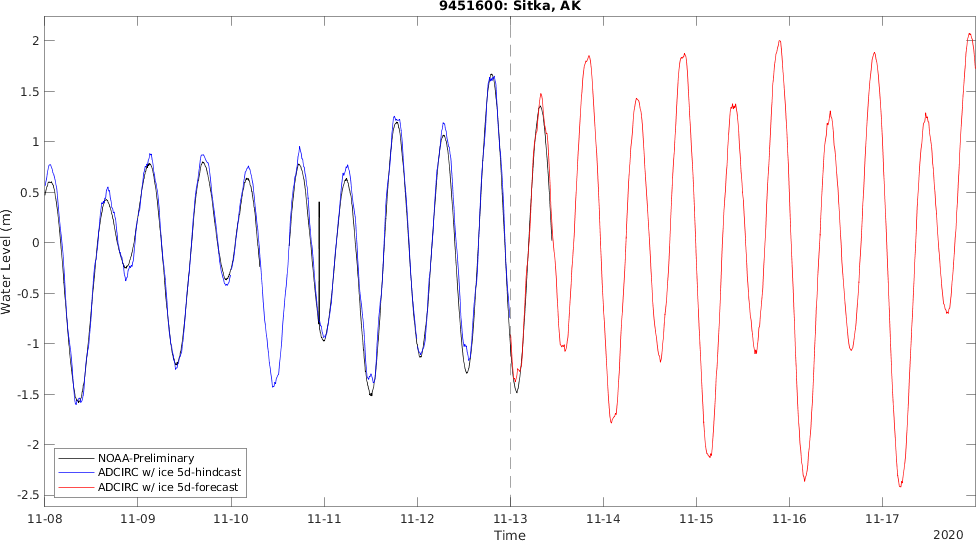 9451600: Sitka, AK
Water Level (m)
2
1.5
1
0.5
0
-0.5
-1
-1.5
-2
-2.5
NOAA-Preliminary
ADCIRC w/ ice 5d-hindcast
ADCIRC w/ ice 5d-forecast
11-08 11-09 11-10 11-11 11-12 11-13 11-14 11-15 11-16 11-17
Time
2020